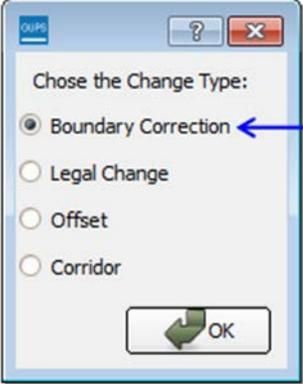 GUPS
Chose the Change Type:
Boundary Correction
Legal Change
Offset
Corridor
OK